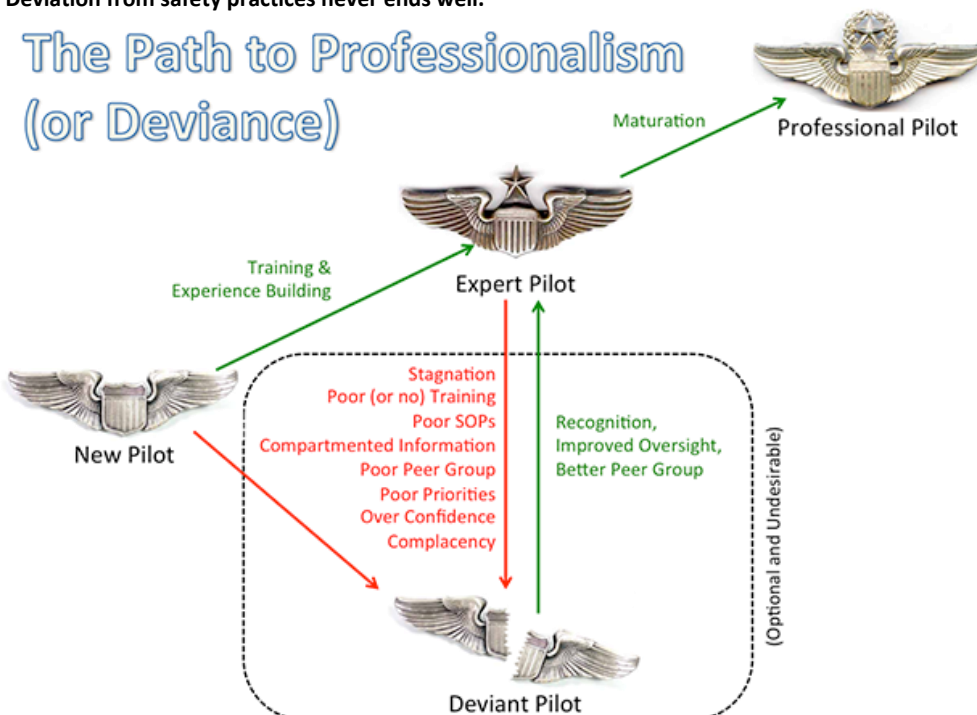 Deviation from safety practices never ends well.
The Path to Professionalism
(or Deviance)
Maturation
Professional Pilot
Training &
Experience Building
Expert Pilot
New Pilot
Stagnation
Poor (or no) Training
Poor SOPs
Compartmented Information
Poor Peer Group
Poor Priorities
Over Confidence
Complacency
Recognition,
Improved Oversight,
Better Peer Group
(Optional and Undesirable)
Deviant Pilot